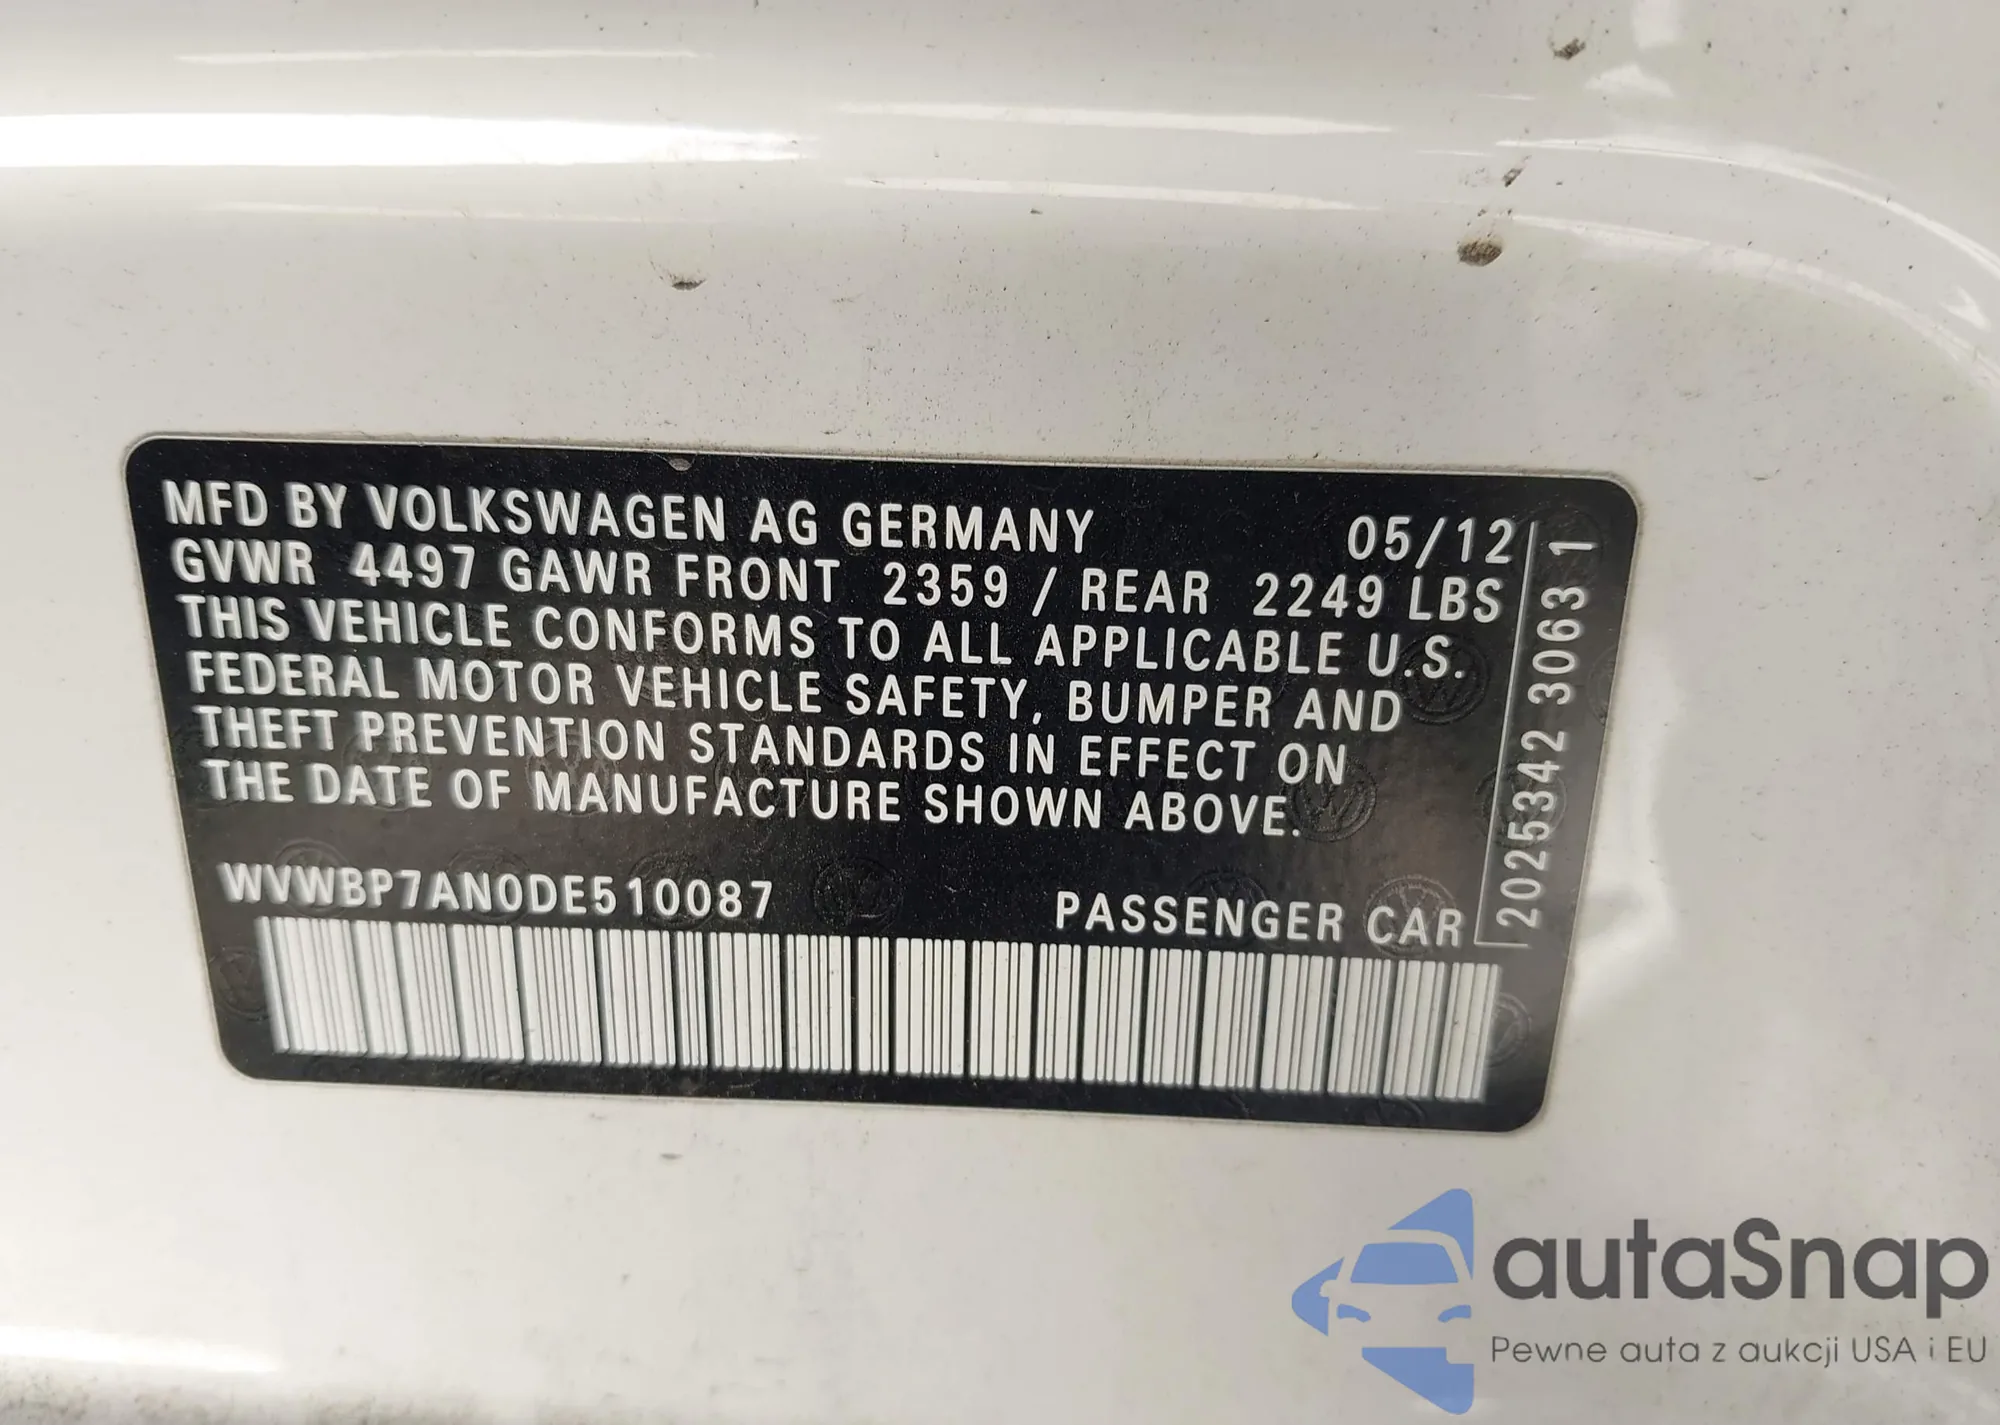 MFD BY VOLKSWAGEN AG GERMANY 05/12
GVWR 4497 GAWR FRONT 2359 / REAR 2249 LBS
THIS VEHICLE CONFORMS TO ALL APPLICABLE U.S.
FEDERAL MOTOR VEHICLE SAFETY, BUMPER AND
THEFT PREVENTION STANDARDS IN EFFECT ON
THE DATE OF MANUFACTURE SHOWN ABOVE.
WVWBP7AN0DE510087 PASSENGER CAR
2025342 3063 1
autaSnap
Pewne auta z aukcji USA i EU